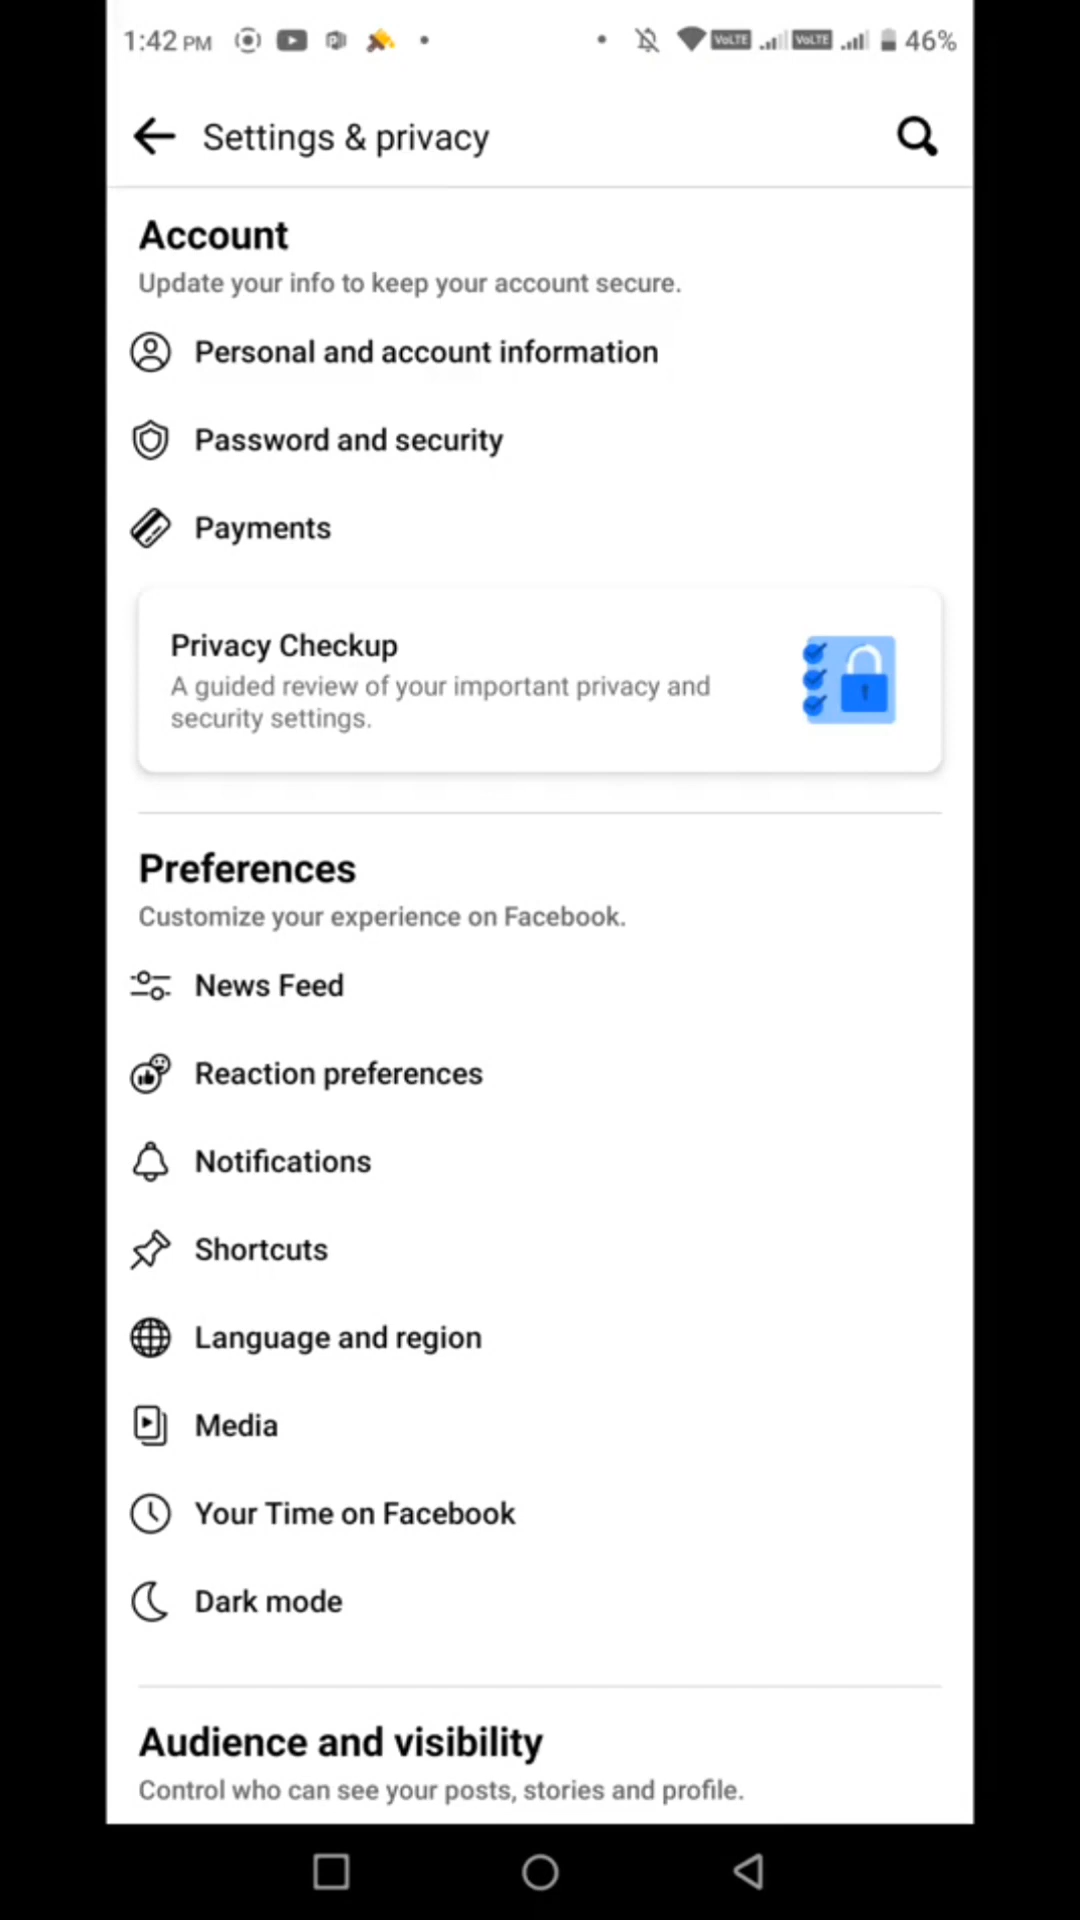 1:42 PM VoLTE VoLTE 46%
Settings & privacy
Account
Update your info to keep your account secure.
Personal and account information
Password and security
Payments
Privacy Checkup
A guided review of your important privacy and
security settings.
Preferences
Customize your experience on Facebook.
News Feed
Reaction preferences
Notifications
Shortcuts
Language and region
Media
Your Time on Facebook
Dark mode
Audience and visibility
Control who can see your posts, stories and profile.